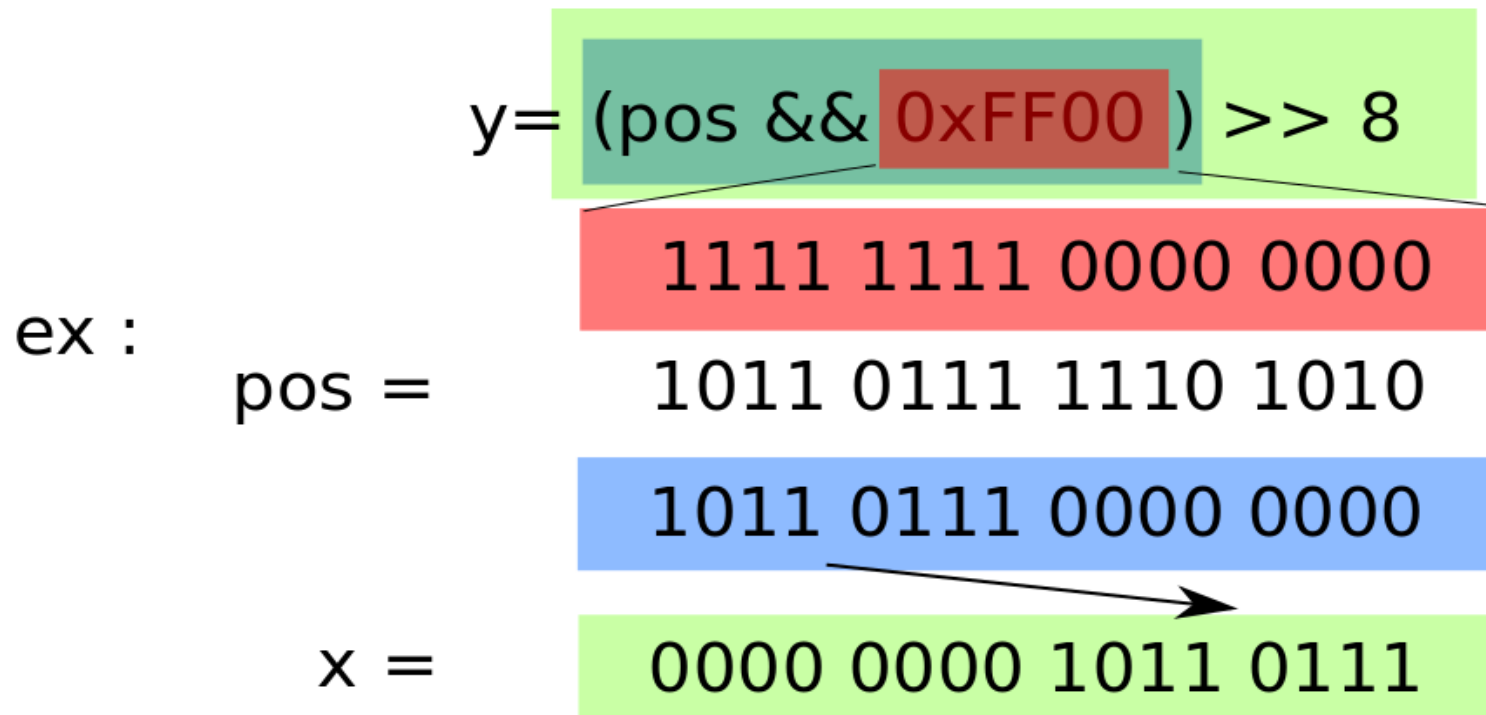 y= (pos && 0xFF00 ) >> 8
1111 1111 0000 0000
ex :
pos = 1011 0111 1110 1010
1011 0111 0000 0000
x = 0000 0000 1011 0111